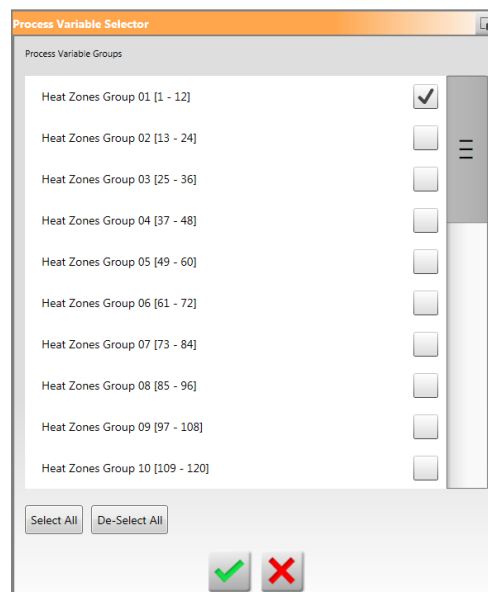 Process Variable Selector
Process Variable Groups
Heat Zones Group 01 [1 - 12]
Heat Zones Group 02 [13 - 24]
Heat Zones Group 03 [25 - 36]
Heat Zones Group 04 [37 - 48]
Heat Zones Group 05 [49 - 60]
Heat Zones Group 06 [61 - 72]
Heat Zones Group 07 [73 - 84]
Heat Zones Group 08 [85 - 96]
Heat Zones Group 09 [97 - 108]
Heat Zones Group 10 [109 - 120]
Select All De-Select All